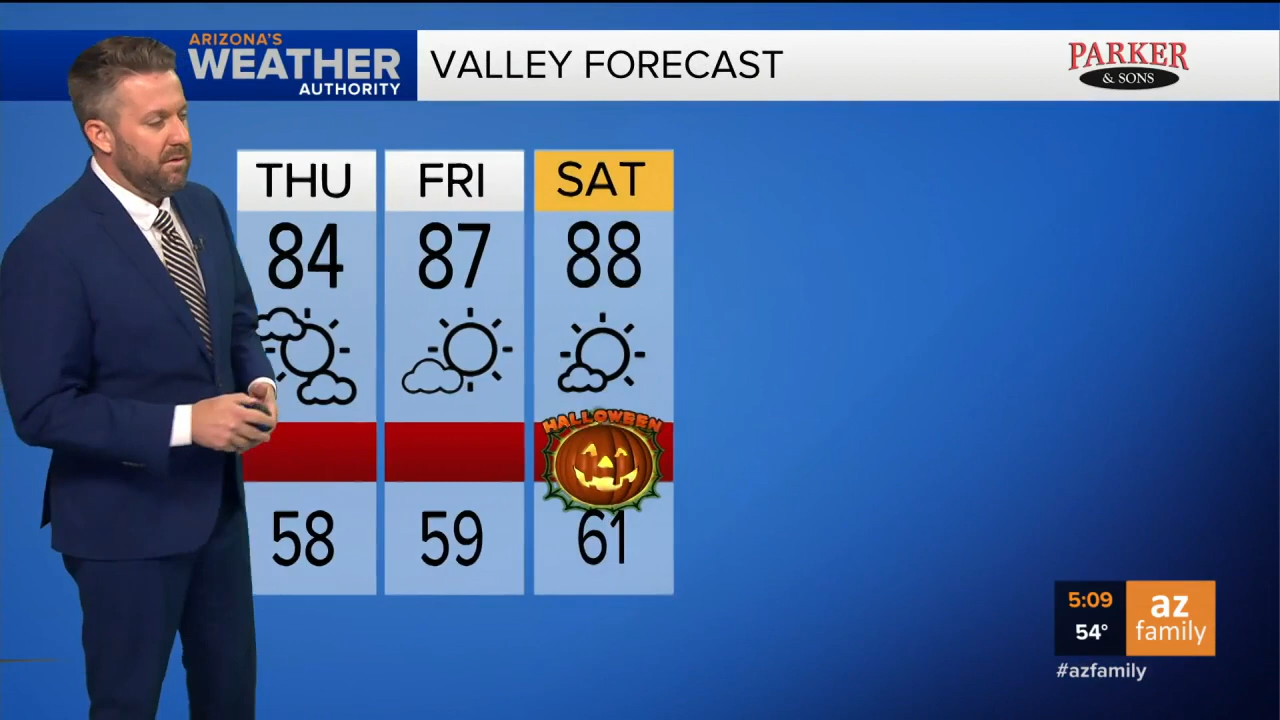 ARIZONA'S
WEATHER
AUTHORITY
VALLEY FORECAST
PARKER
& SONS
THU
FRI
SAT
84
87
88
HALLOWEEN
58
59
61
5:09
54°
az
family
#azfamily